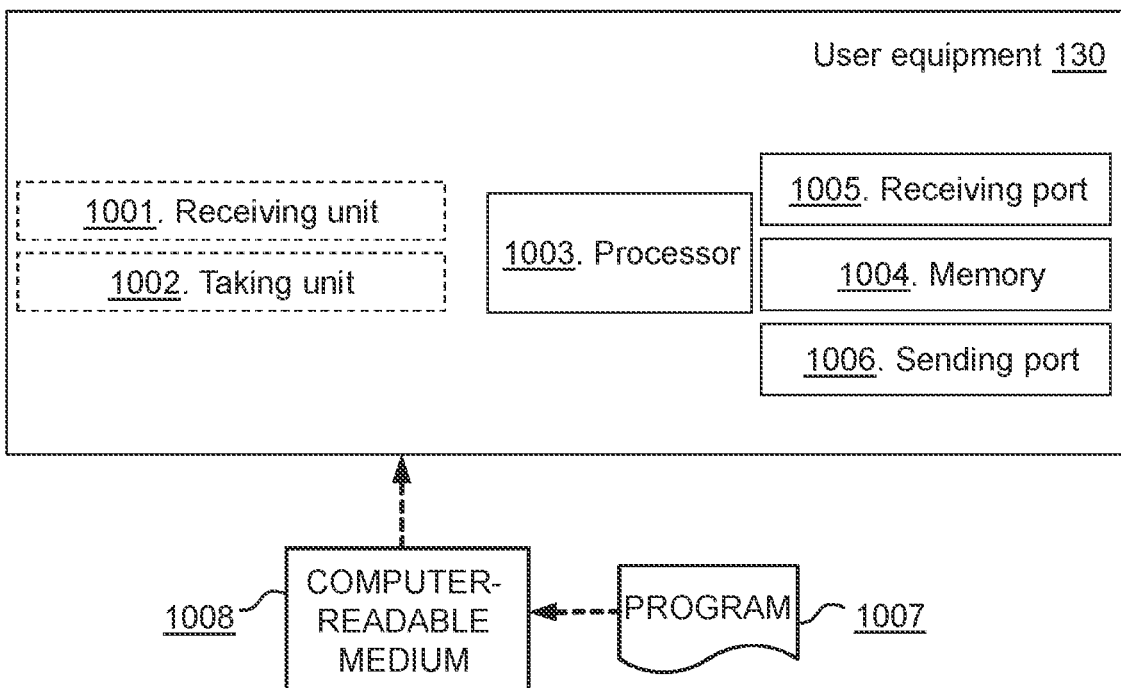 User equipment 130
1001. Receiving unit
1002. Taking unit
1003. Processor
1005. Receiving port
1004. Memory
1006. Sending port
1008
COMPUTER-
READABLE
MEDIUM
PROGRAM
1007